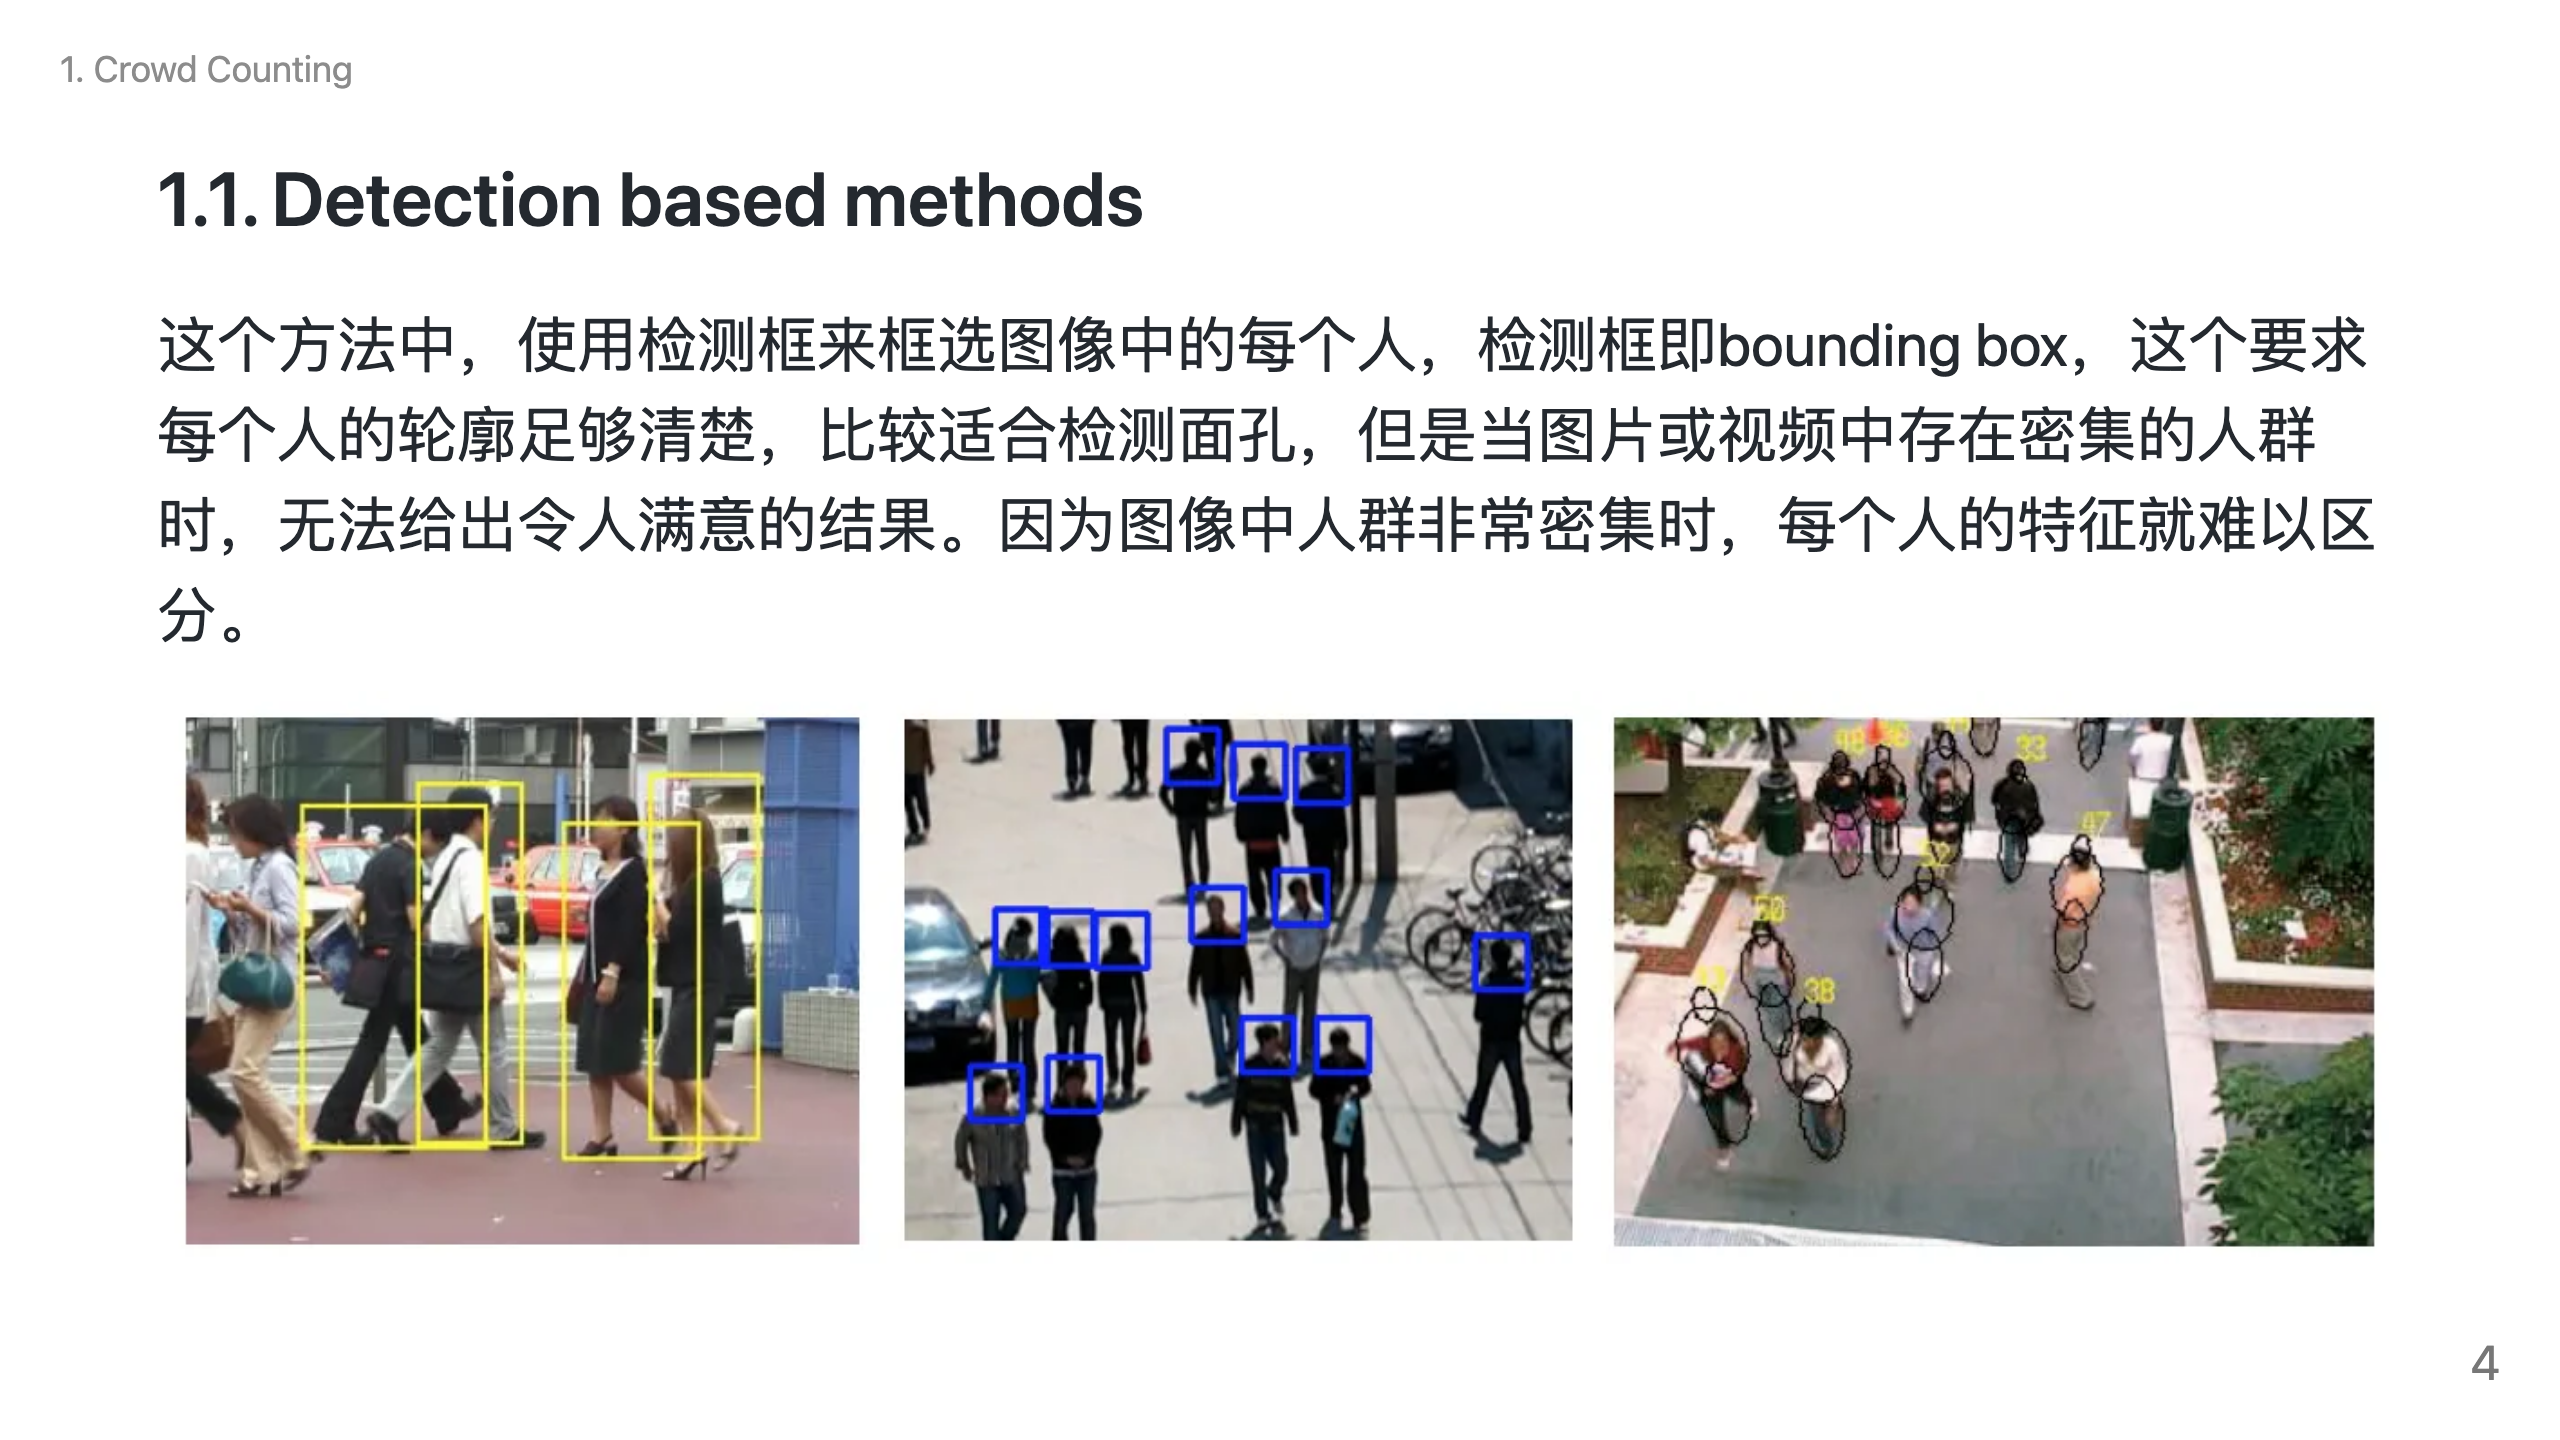 1. Crowd Counting
1.1. Detection based methods
这个方法中，使用检测框来框选图像中的每个人，检测框即bounding box，这个要求
每个人的轮廓足够清楚，比较适合检测面孔，但是当图片或视频中存在密集的人群
时，无法给出令人满意的结果。因为图像中人群非常密集时，每个人的特征就难以区
分。
33
47
52
50
38
4